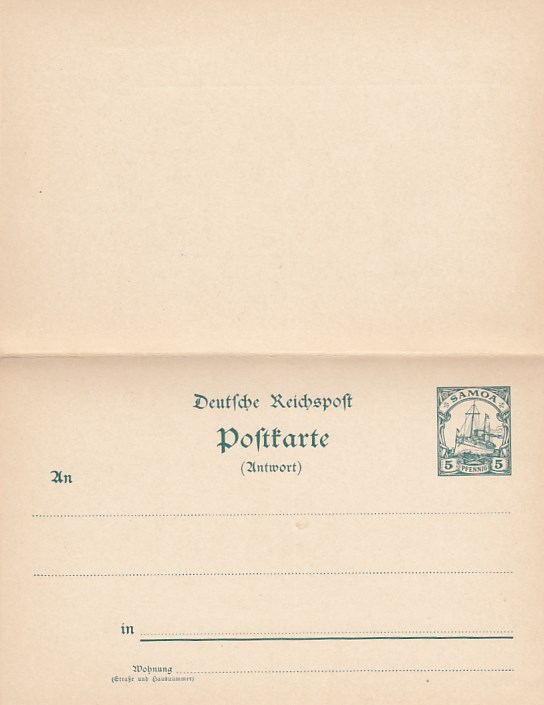 Deutsche Reichspost
Postkarte
(Antwort)
SAMOA
5 PFENNIG 5
An
in
Wohnung
(Straße und Hausnummer)